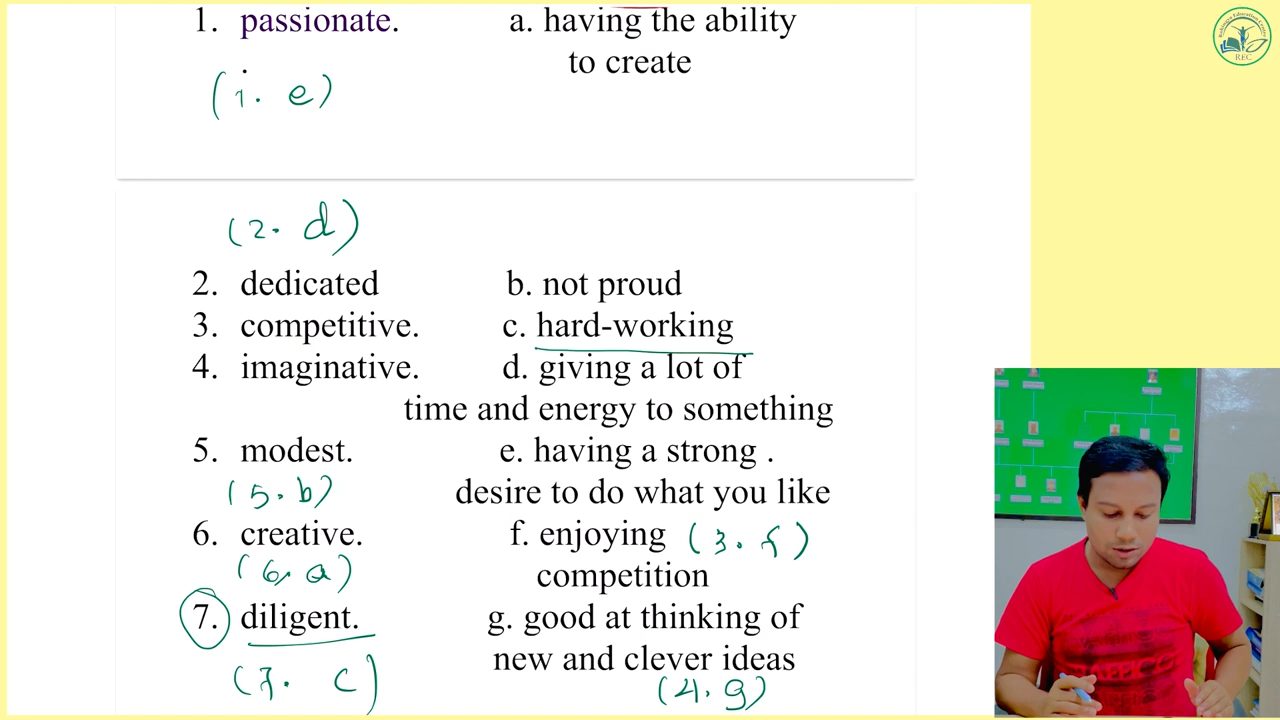 1. passionate. a. having the ability
to create
(1. e)
(2. d)
2. dedicated b. not proud
3. competitive. c. hard-working
4. imaginative. d. giving a lot of
time and energy to something
5. modest. e. having a strong .
(5. b) desire to do what you like
6. creative. f. enjoying (3. f)
(6. a) competition
7. diligent. g. good at thinking of
new and clever ideas
(7. c) (4. g)
REC